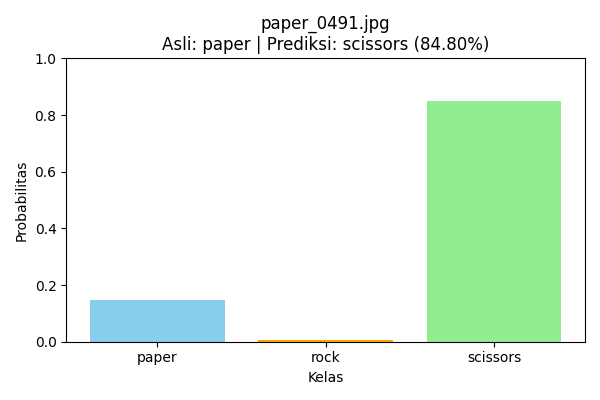 paper_0491.jpg
Asli: paper | Prediksi: scissors (84.80%)
1.0
0.8
0.6
0.4
0.2
0.0
Probabilitas
paper rock scissors
Kelas